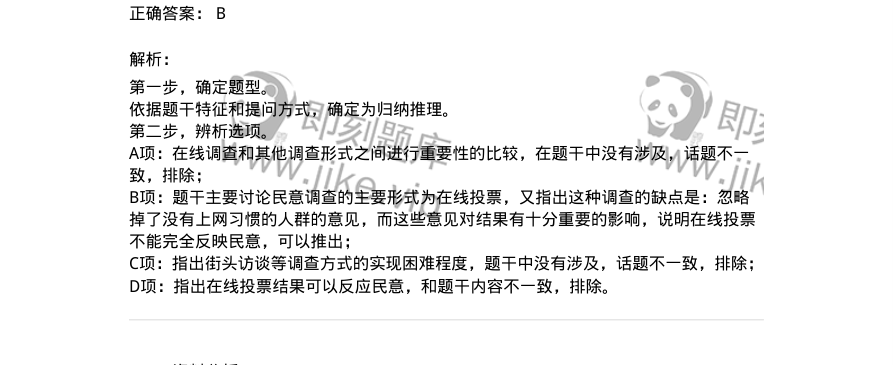 正确答案： B
解析：
第一步，确定题型。
依据题干特征和提问方式，确定为归纳推理。
第二步，辨析选项。
A项：在线调查和其他调查形式之间进行重要性的比较，在题干中没有涉及，话题不一
致，排除；
B项：题干主要讨论民意调查的主要形式为在线投票，又指出这种调查的缺点是：忽略
掉了没有上网习惯的人群的意见，而这些意见对结果有十分重要的影响，说明在线投票
不能完全反映民意，可以推出；
C项：指出街头访谈等调查方式的实现困难程度，题干中没有涉及，话题不一致，排除；
D项：指出在线投票结果可以反应民意，和题干内容不一致，排除。
即刻题库
www.jike.vip
即刻
www.jik